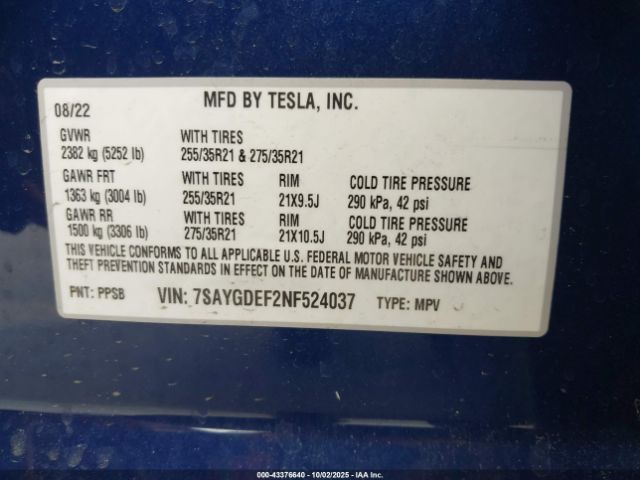 MFD BY TESLA, INC.
08/22
GVWR WITH TIRES
2382 kg (5252 lb) 255/35R21 & 275/35R21
GAWR FRT WITH TIRES RIM COLD TIRE PRESSURE
1363 kg (3004 lb) 255/35R21 21X9.5J 290 kPa, 42 psi
GAWR RR WITH TIRES RIM COLD TIRE PRESSURE
1500 kg (3306 lb) 275/35R21 21X10.5J 290 kPa, 42 psi
THIS VEHICLE CONFORMS TO ALL APPLICABLE U.S. FEDERAL MOTOR VEHICLE SAFETY AND
THEFT PREVENTION STANDARDS IN EFFECT ON THE DATE OF MANUFACTURE SHOWN ABOVE.
PNT: PPSB VIN: 7SAYGDEF2NF524037 TYPE: MPV
000-43376640 - 10/02/2025 - IAA Inc.